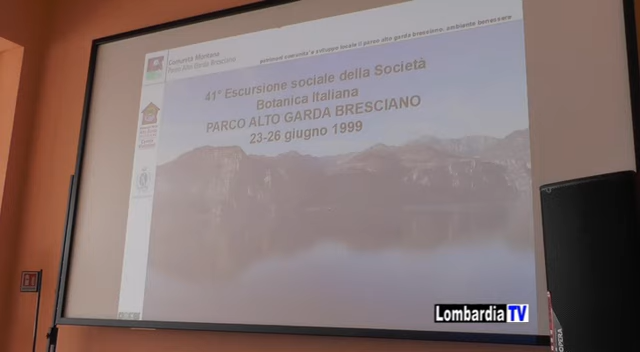 Comunità Montana
Parco Alto Garda Bresciano
41° Escursione sociale della Società
Botanica Italiana
PARCO ALTO GARDA BRESCIANO
23-26 giugno 1999
LombardiaTV